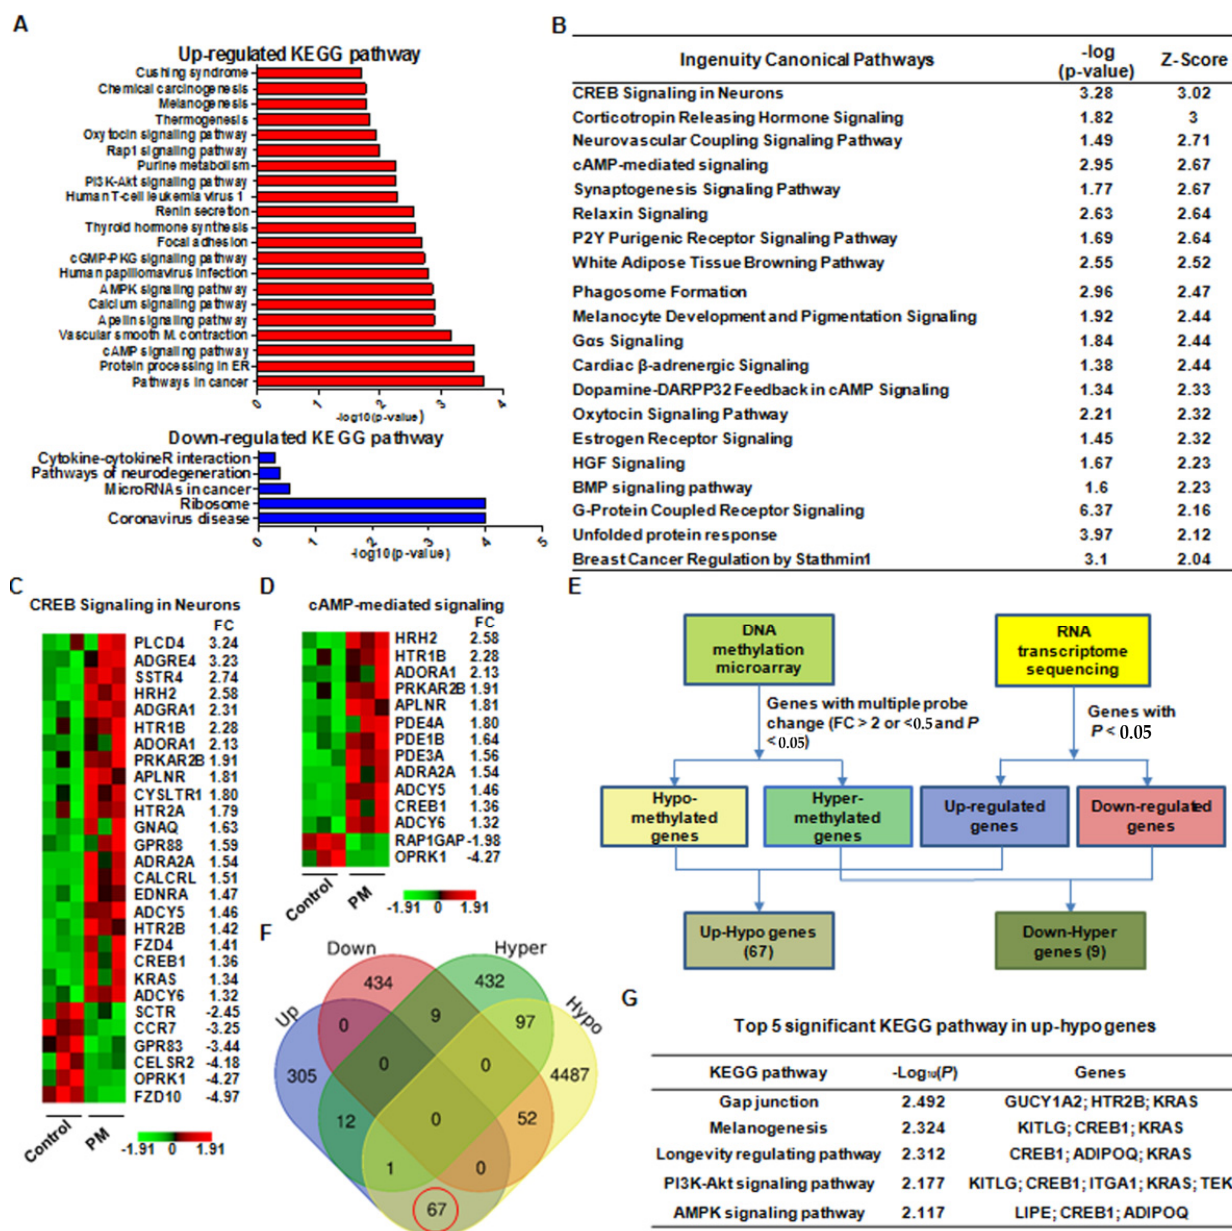 A
Up-regulated KEGG pathway
Cushing syndrome
Chemical carcinogenesis
Melanogenesis
Thermogenesis
Oxytocin signaling pathway
Rap1 signaling pathway
Purine metabolism
PI3K-Akt signaling pathway
Human T-cell leukemia virus 1
Renin secretion
Thyroid hormone synthesis
Focal adhesion
cGMP-PKG signaling pathway
Human papillomavirus infection
AMPK signaling pathway
Calcium signaling pathway
Apelin signaling pathway
Vascular smooth M. contraction
cAMP signaling pathway
Protein processing in ER
Pathways in cancer
0 1 2 3 4
-log10(p-value)
Down-regulated KEGG pathway
Cytokine-cytokineR interaction
Pathways of neurodegeneration
MicroRNAs in cancer
Ribosome
Coronavirus disease
0 1 2 3 4 5
-log10(p-value)
B
Ingenuity Canonical Pathways -log (p-value) Z-Score
CREB Signaling in Neurons 3.28 3.02
Corticotropin Releasing Hormone Signaling 1.82 3
Neurovascular Coupling Signaling Pathway 1.49 2.71
cAMP-mediated signaling 2.95 2.67
Synaptogenesis Signaling Pathway 1.77 2.67
Relaxin Signaling 2.63 2.64
P2Y Purigenic Receptor Signaling Pathway 1.69 2.64
White Adipose Tissue Browning Pathway 2.55 2.52
Phagosome Formation 2.96 2.47
Melanocyte Development and Pigmentation Signaling 1.92 2.44
Gαs Signaling 1.84 2.44
Cardiac β-adrenergic Signaling 1.38 2.44
Dopamine-DARPP32 Feedback in cAMP Signaling 1.34 2.33
Oxytocin Signaling Pathway 2.21 2.32
Estrogen Receptor Signaling 1.45 2.32
HGF Signaling 1.67 2.23
BMP signaling pathway 1.6 2.23
G-Protein Coupled Receptor Signaling 6.37 2.16
Unfolded protein response 3.97 2.12
Breast Cancer Regulation by Stathmin1 3.1 2.04
C
CREB Signaling in Neurons
FC
PLCD4 3.24
ADGRE4 3.23
SSTR4 2.74
HRH2 2.58
ADGRA1 2.31
HTR1B 2.28
ADORA1 2.13
PRKAR2B 1.91
APLNR 1.81
CYSLTR1 1.80
HTR2A 1.79
GNAQ 1.63
GPR88 1.59
ADRA2A 1.54
CALCRL 1.51
EDNRA 1.47
ADCY5 1.46
HTR2B 1.42
FZD4 1.41
CREB1 1.36
KRAS 1.34
ADCY6 1.32
SCTR -2.45
CCR7 -3.25
GPR83 -3.44
CELSR2 -4.18
OPRK1 -4.27
FZD10 -4.97
Control PM
-1.91 0 1.91
D
cAMP-mediated signaling
FC
HRH2 2.58
HTR1B 2.28
ADORA1 2.13
PRKAR2B 1.91
APLNR 1.81
PDE4A 1.80
PDE1B 1.64
PDE3A 1.56
ADRA2A 1.54
ADCY5 1.46
CREB1 1.36
ADCY6 1.32
RAP1GAP -1.98
OPRK1 -4.27
Control PM
-1.91 0 1.91
E
DNA
methylation
microarray
RNA
transcriptome
sequencing
Genes with multiple probe
change (FC > 2 or <0.5 and P
<0.05)
Genes with
P < 0.05
Hypo-
methylated
genes
Hyper-
methylated
genes
Up-regulated
genes
Down-regulated
genes
Up-Hypo genes
(67)
Down-Hyper
genes (9)
F
Down Hyper
Up Hypo
434 432
0 9 97
305 0 0 4487
12 0 52
1 0
67
G
Top 5 significant KEGG pathway in up-hypo genes
KEGG pathway -Log10(P) Genes
Gap junction 2.492 GUCY1A2; HTR2B; KRAS
Melanogenesis 2.324 KITLG; CREB1; KRAS
Longevity regulating pathway 2.312 CREB1; ADIPOQ; KRAS
PI3K-Akt signaling pathway 2.177 KITLG; CREB1; ITGA1; KRAS; TEK
AMPK signaling pathway 2.117 LIPE; CREB1; ADIPOQ